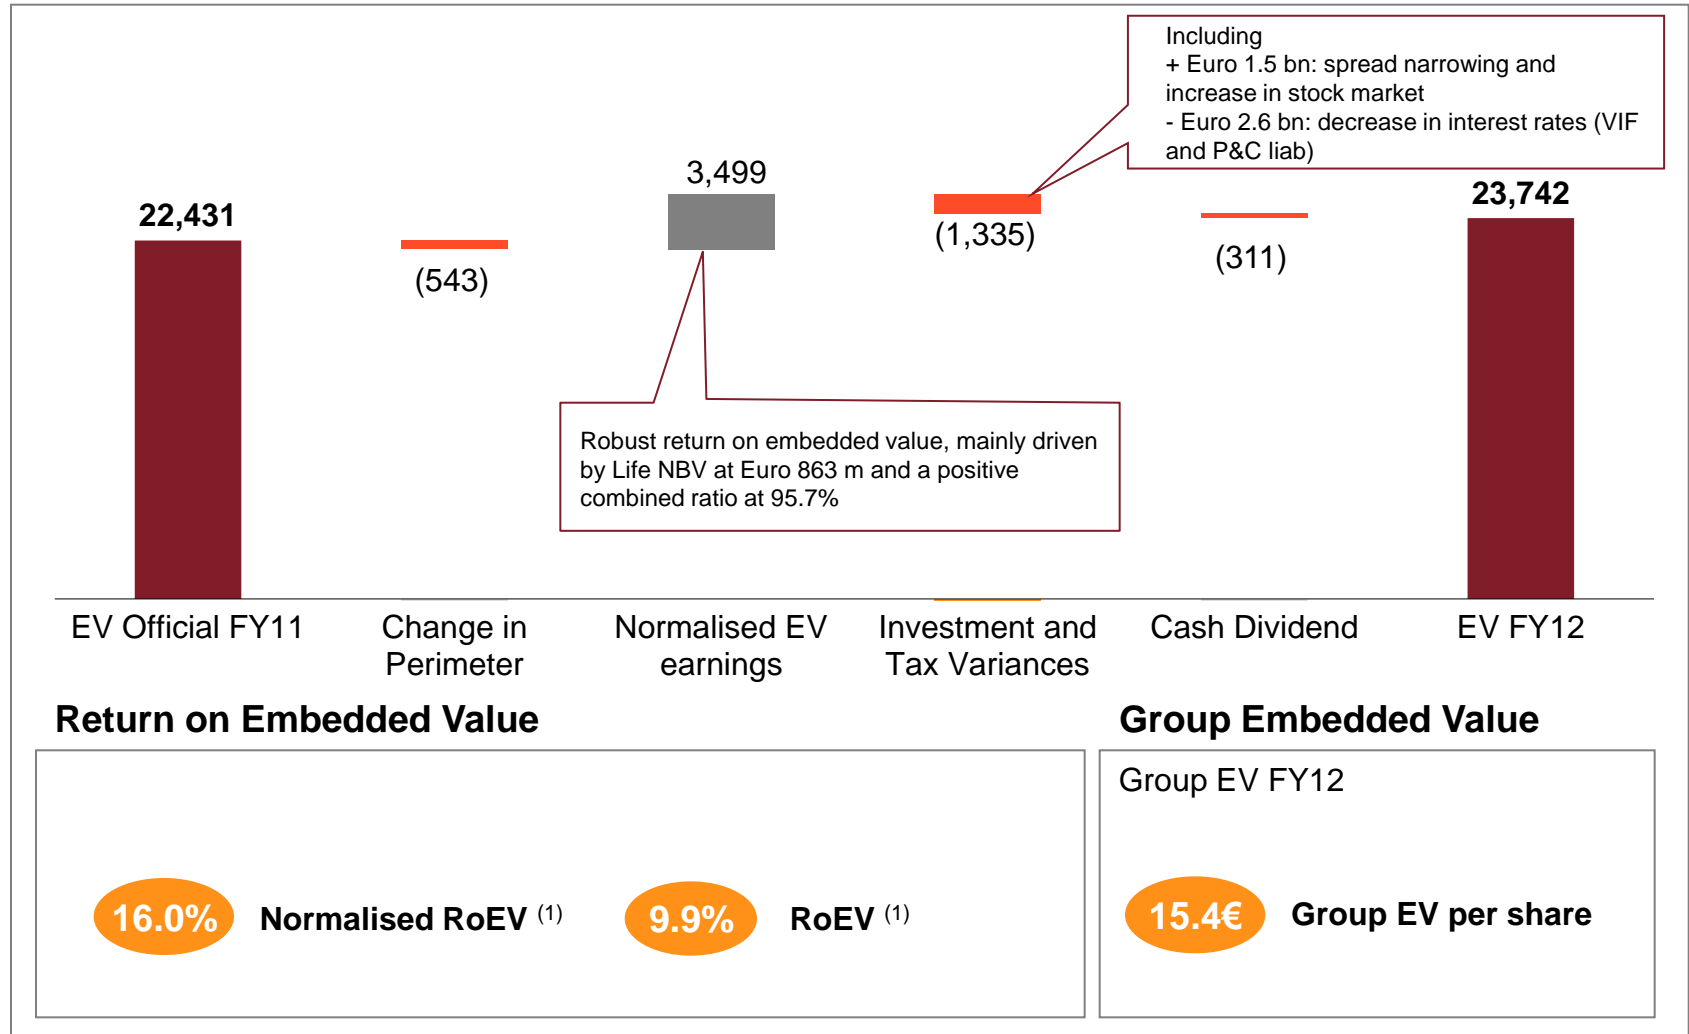 Including
+ Euro 1.5 bn: spread narrowing and
increase in stock market
- Euro 2.6 bn: decrease in interest rates (VIF
and P&C liab)
22,431
(543)
3,499
(1,335)
(311)
23,742
Robust return on embedded value, mainly driven
by Life NBV at Euro 863 m and a positive
combined ratio at 95.7%
EV Official FY11
Change in
Perimeter
Normalised EV
earnings
Investment and
Tax Variances
Cash Dividend
EV FY12
Return on Embedded Value
16.0% Normalised RoEV (1)
9.9% RoEV (1)
Group Embedded Value
Group EV FY12
15.4€ Group EV per share